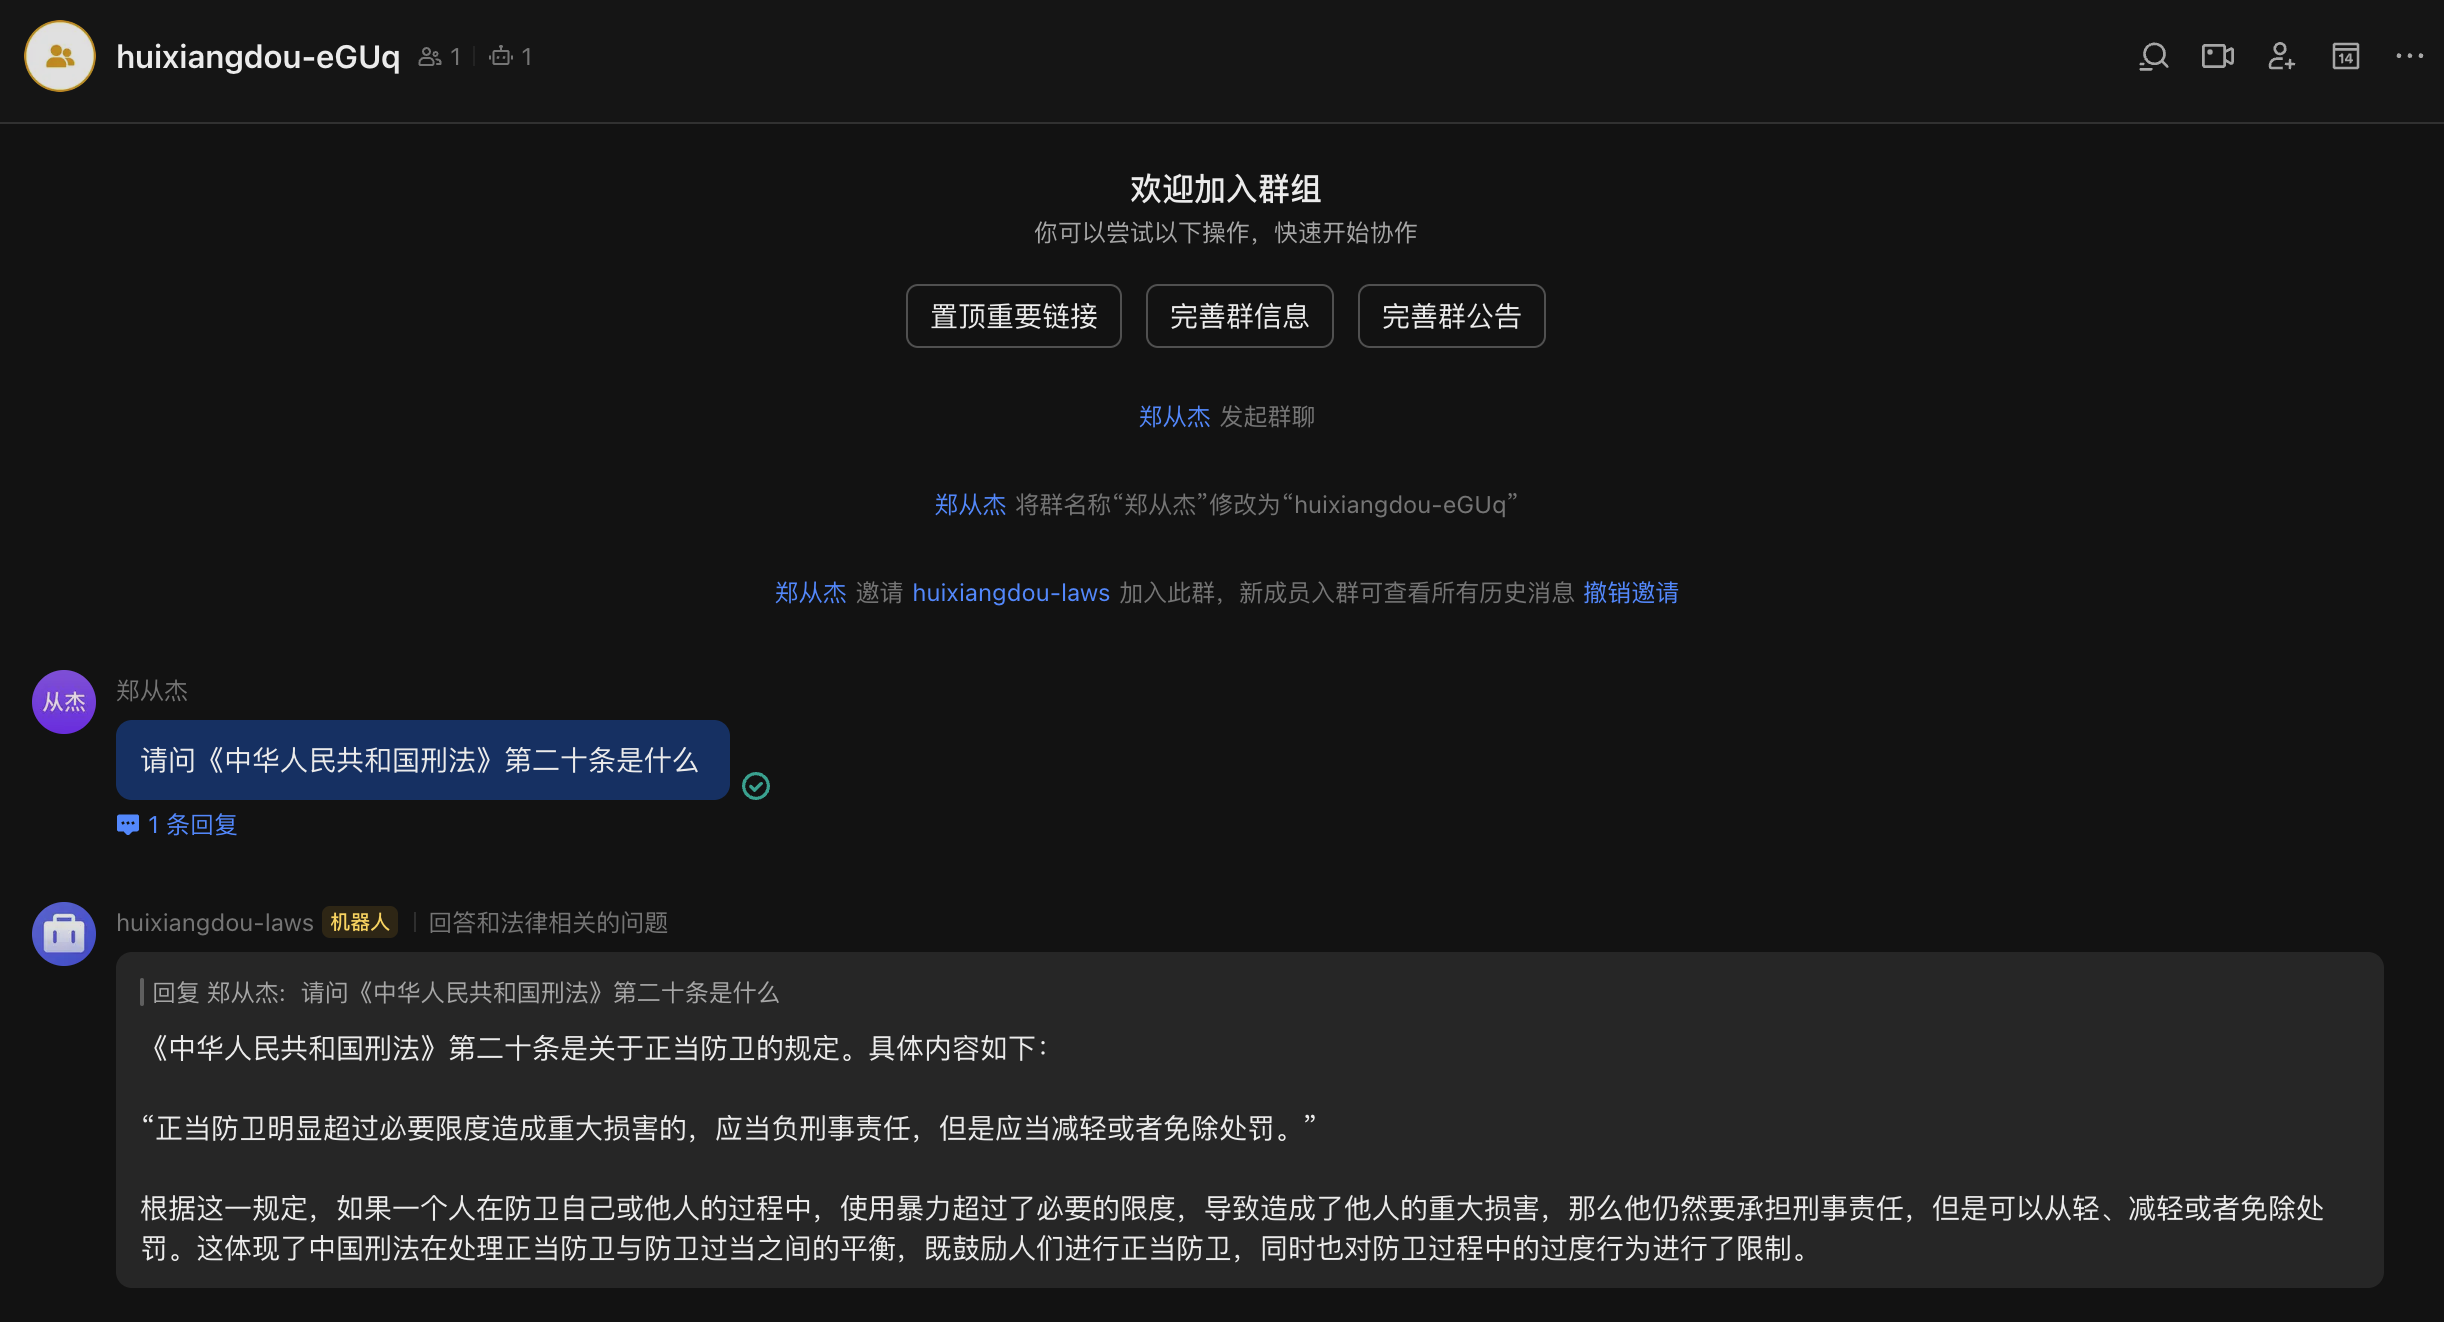 huixiangdou-eGUq 1 1
14
欢迎加入群组
你可以尝试以下操作，快速开始协作
置顶重要链接 完善群信息 完善群公告
郑从杰 发起群聊
郑从杰 将群名称“郑从杰”修改为“huixiangdou-eGUq”
郑从杰 邀请 huixiangdou-laws 加入此群，新成员入群可查看所有历史消息 撤销邀请
从杰
郑从杰
请问《中华人民共和国刑法》第二十条是什么
1 条回复
huixiangdou-laws 机器人 回答和法律相关的问题
回复 郑从杰：请问《中华人民共和国刑法》第二十条是什么
《中华人民共和国刑法》第二十条是关于正当防卫的规定。具体内容如下：
“正当防卫明显超过必要限度造成重大损害的，应当负刑事责任，但是应当减轻或者免除处罚。”
根据这一规定，如果一个人在防卫自己或他人的过程中，使用暴力超过了必要的限度，导致造成了他人的重大损害，那么他仍然要承担刑事责任，但是可以从轻、减轻或者免除处
罚。这体现了中国刑法在处理正当防卫与防卫过当之间的平衡，既鼓励人们进行正当防卫，同时也对防卫过程中的过度行为进行了限制。